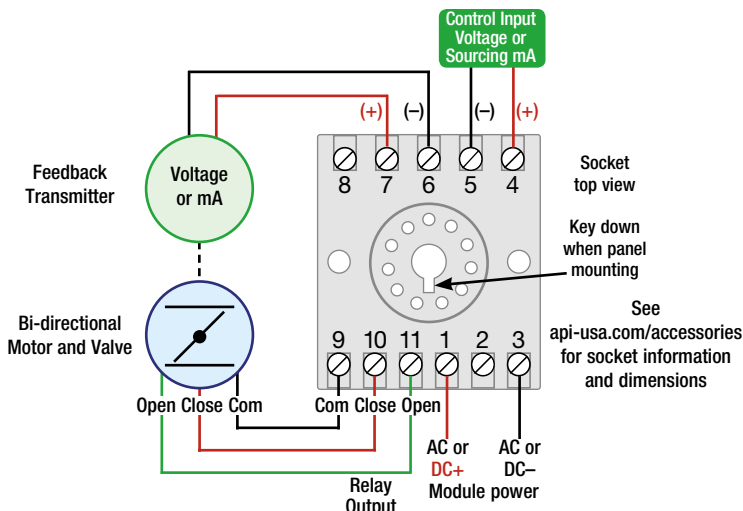 Control Input
Voltage or
Sourcing mA
(+) (–) (–) (+)
Feedback
Transmitter
Voltage
or mA
8 7 6 5 4
Socket
top view
Key down
when panel
mounting
Bi-directional
Motor and Valve
See
api-usa.com/accessories
for socket information
and dimensions
9 10 11 1 2 3
Open Close Com
Com Close Open
AC or
DC+
AC or
DC–
Module power
Relay
Output